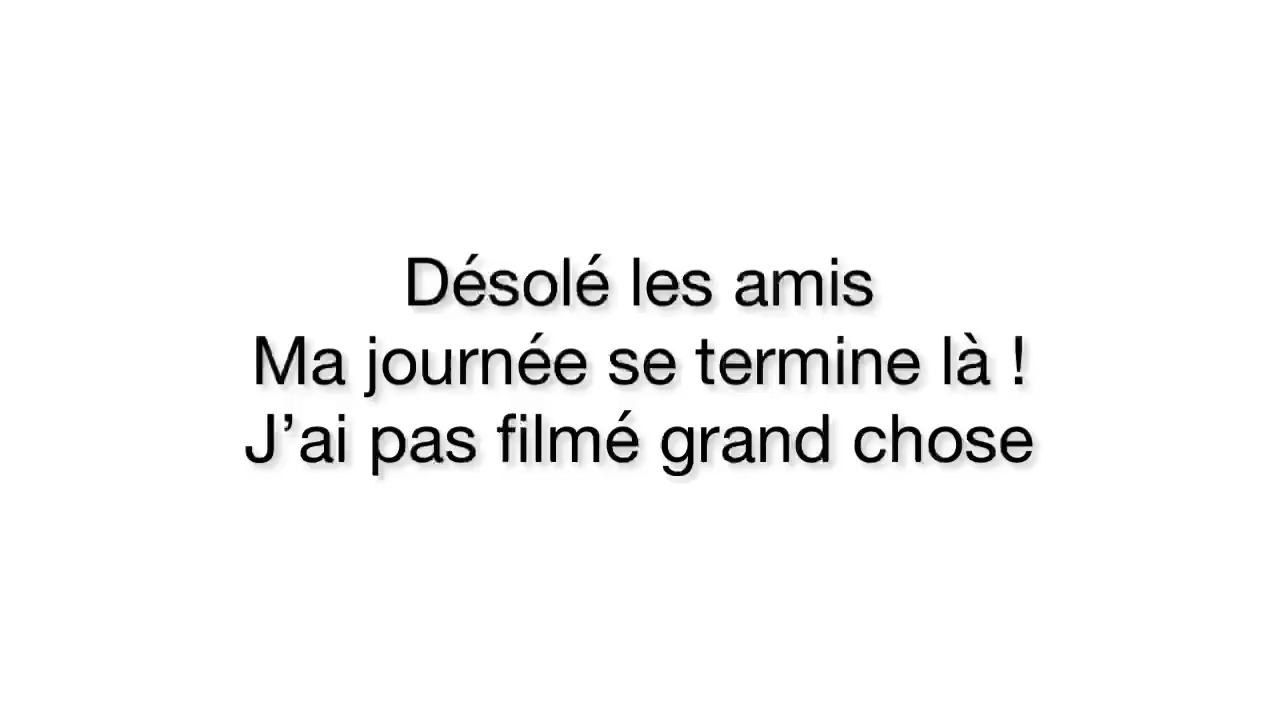 Désolé les amis
Ma journée se termine là !
J’ai pas filmé grand chose